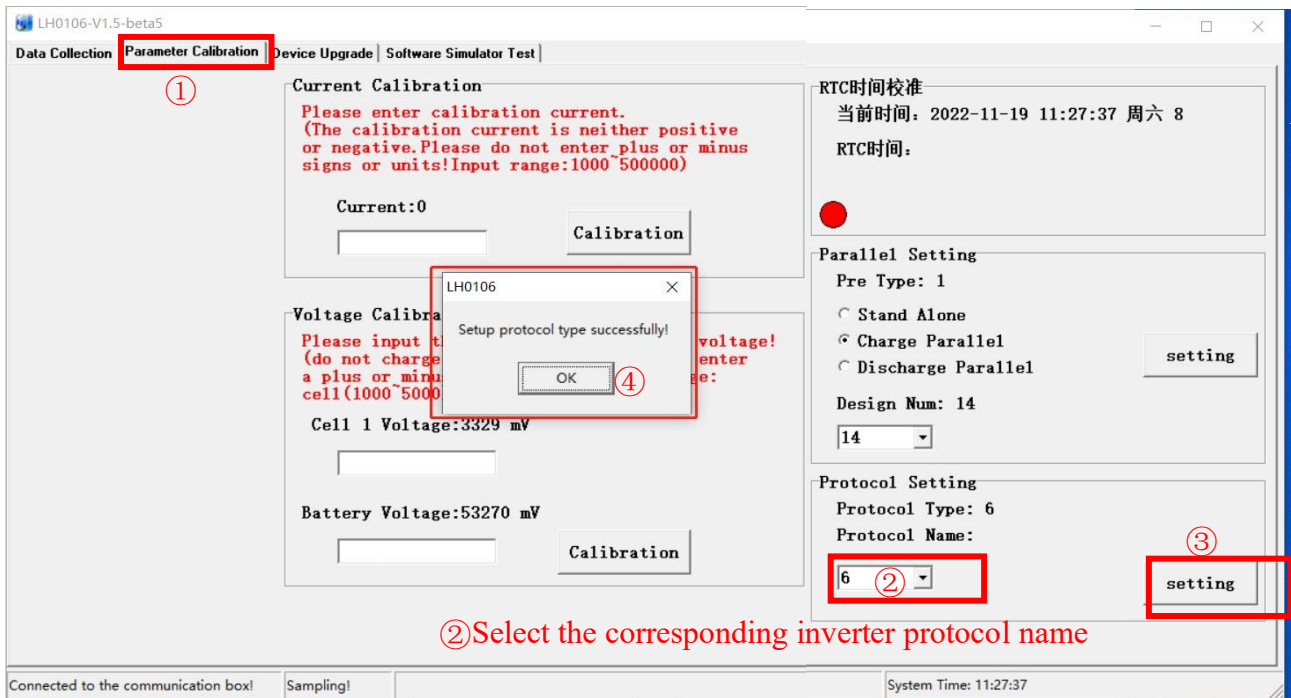 LH0106-V1.5-beta5
Data Collection Parameter Calibration Device Upgrade Software Simulator Test
①
Current Calibration
Please enter calibration current.
(The calibration current is neither positive
or negative.Please do not enter plus or minus
signs or units!Input range:1000~500000)
Current:0
Calibration
LH0106
Setup protocol type successfully!
OK
④
Voltage Calibra
Please input t voltage!
(do not charge enter
a plus or minu e:
cell(1000~5000
Cell 1 Voltage:3329 mV
Battery Voltage:53270 mV
Calibration
RTC时间校准
当前时间：2022-11-19 11:27:37 周六 8
RTC时间：
Parallel Setting
Pre Type: 1
Stand Alone
Charge Parallel
Discharge Parallel
setting
Design Num: 14
14
Protocol Setting
Protocol Type: 6
Protocol Name:
③
6 ②
setting
②Select the corresponding inverter protocol name
Connected to the communication box! Sampling! System Time: 11:27:37